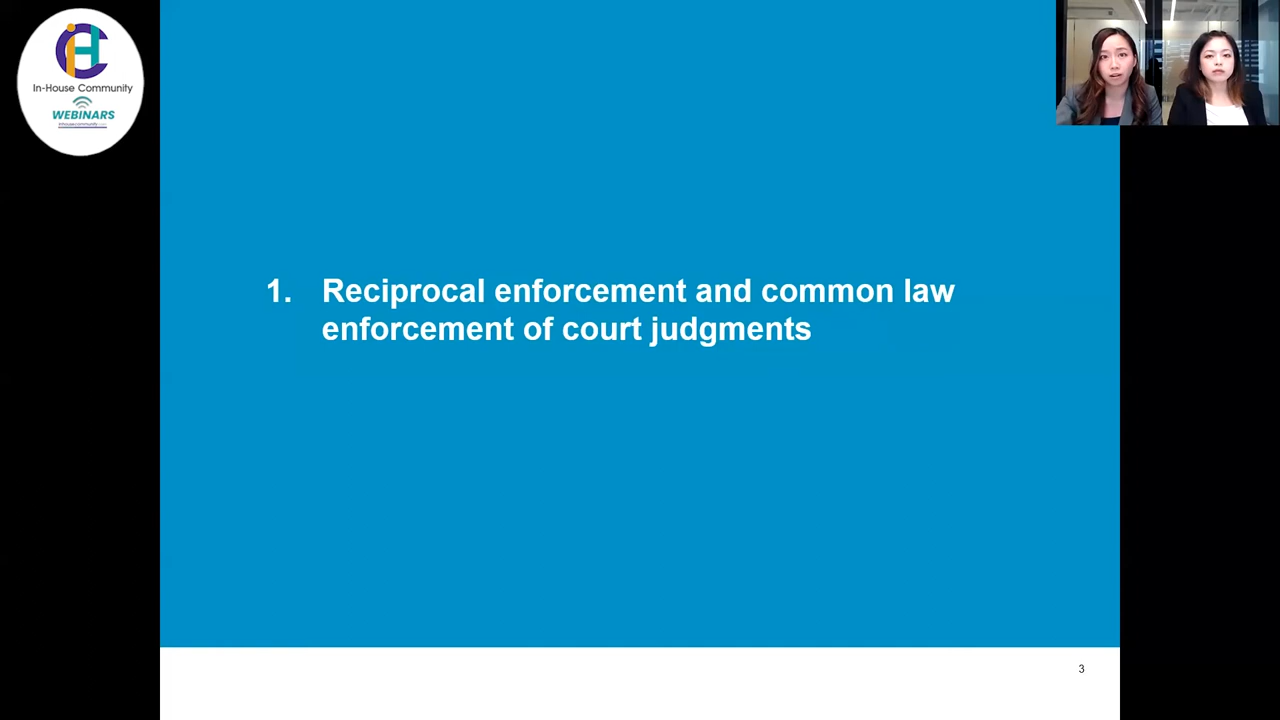 In-House Community
WEBINARS
1. Reciprocal enforcement and common law
enforcement of court judgments
3